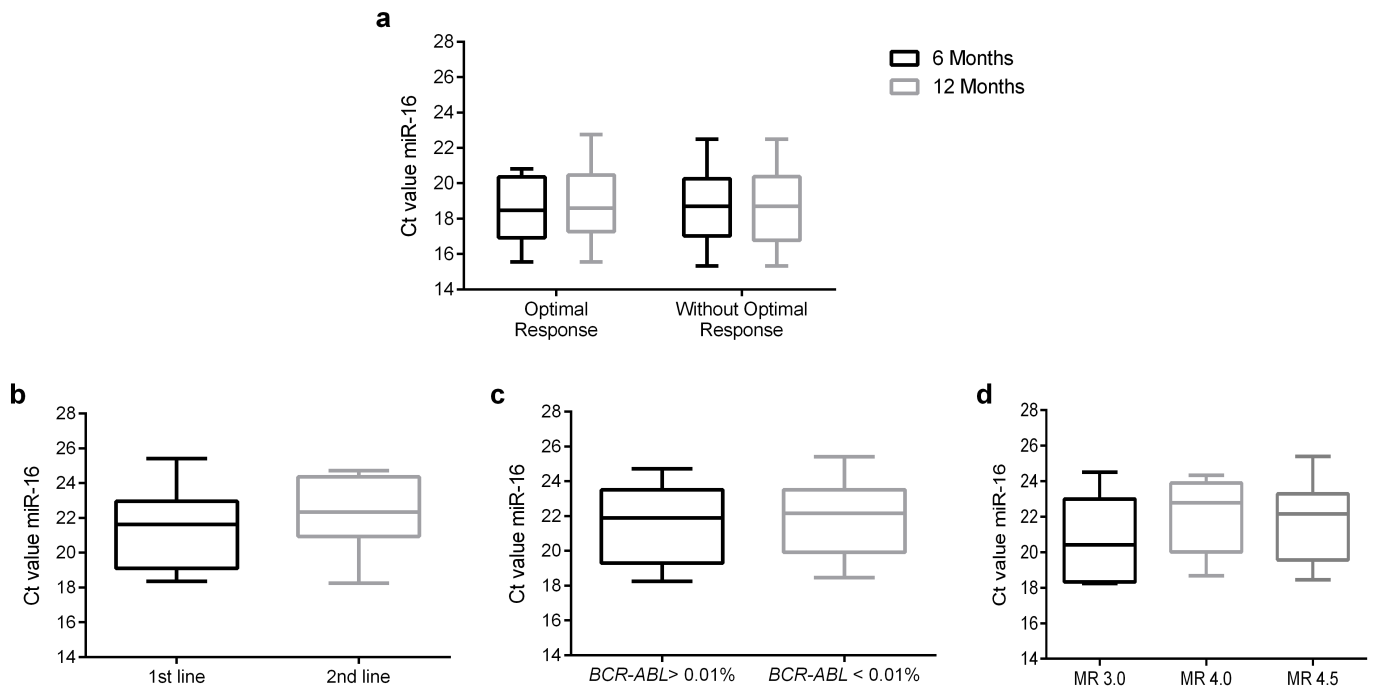 a
28
26
24
22
20
18
16
14
Ct value miR-16
Optimal
Response
Without Optimal
Response
6 Months
12 Months
b
28
26
24
22
20
18
16
14
Ct value miR-16
1st line
2nd line
c
28
26
24
22
20
18
16
14
Ct value miR-16
BCR-ABL> 0.01%
BCR-ABL < 0.01%
d
28
26
24
22
20
18
16
14
Ct value miR-16
MR 3.0
MR 4.0
MR 4.5